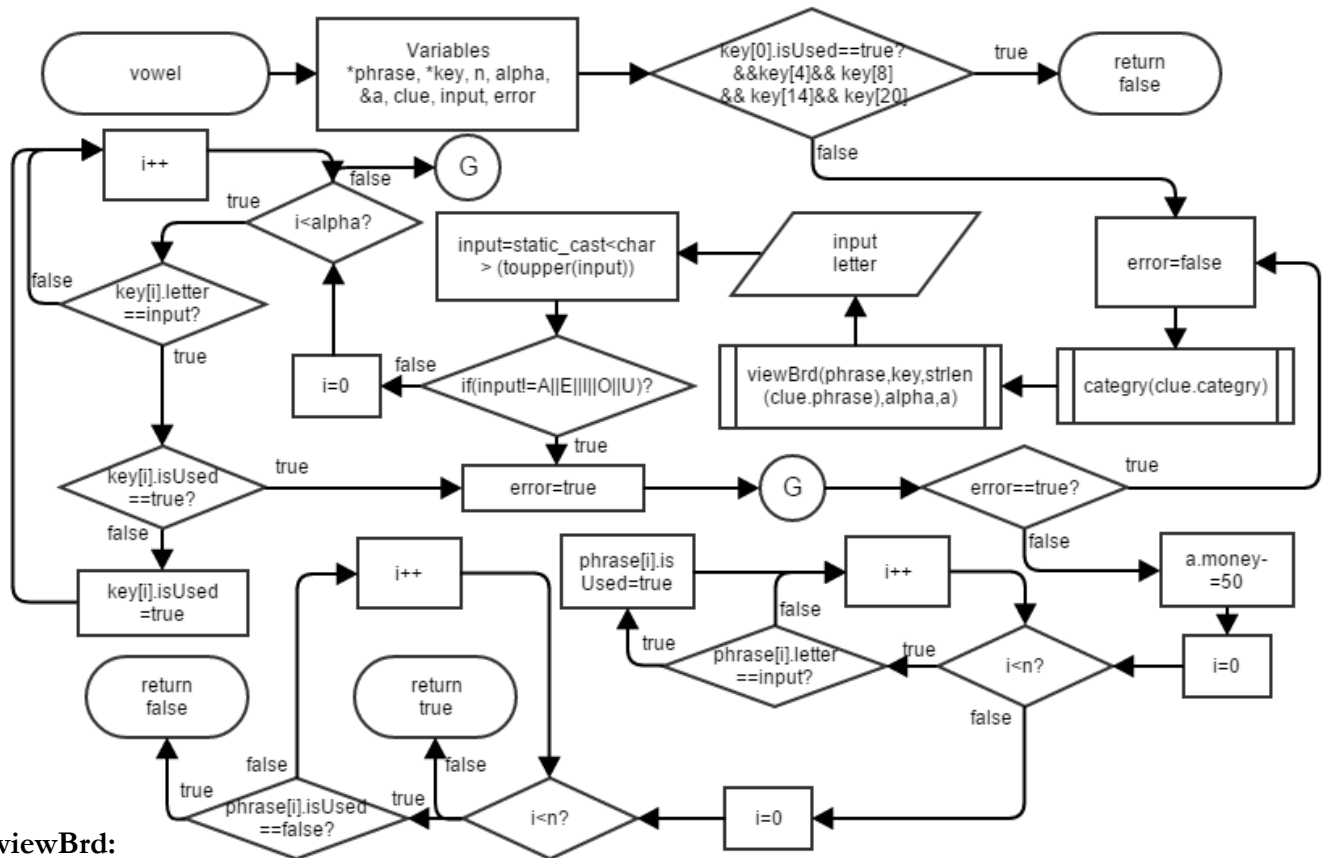 vowel
Variables
*phrase, *key, n, alpha,
&a, clue, input, error
key[0].isUsed==true?
&&key[4]&& key[8]
&& key[14]&& key[20]
true
return
false
false
i++
false
G
true
i<alpha?
input=static_cast<char
> (toupper(input))
input
letter
error=false
false
key[i].letter
==input?
true
i=0
false
if(input!=A||E||I||O||U)?
viewBrd(phrase,key,strlen
(clue.phrase),alpha,a)
categry(clue.categry)
true
key[i].isUsed
==true?
true
error=true
G
error==true?
true
false
false
key[i].isUsed
=true
i++
phrase[i].is
Used=true
i++
a.money-
=50
false
true
phrase[i].letter
==input?
true
i<n?
i=0
return
false
return
true
false
false
false
true
phrase[i].isUsed
==false?
true
i<n?
i=0
viewBrd: